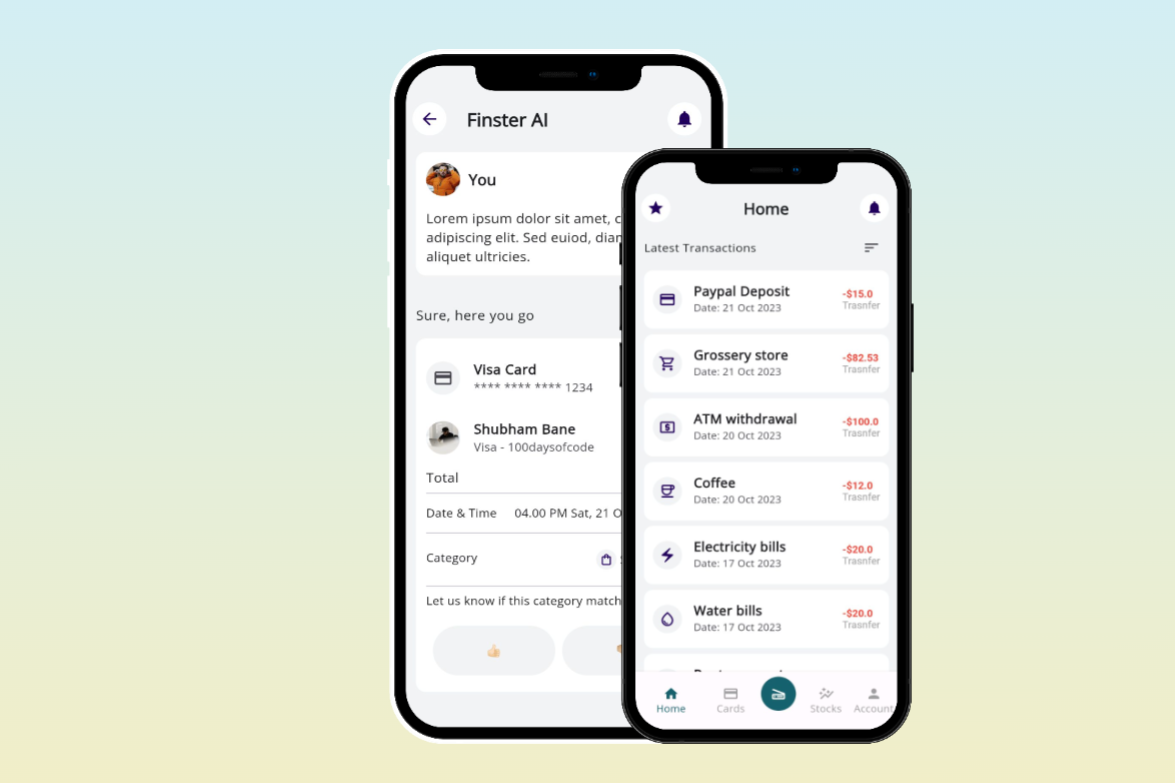 Finster AI
You
Lorem ipsum dolor sit amet,
adipiscing elit. Sed euiod,
aliquet ultricies.
Sure, here you go
Visa Card
**** **** **** 1234
Shubham Bane
Visa - 100daysofcode
Total
Date & Time 04.00 PM Sat, 21
Category
Let us know if this category
Home
Latest Transactions
Paypal Deposit -$15.0
Date: 21 Oct 2023 Trasnfer
Grossery store -$82.53
Date: 21 Oct 2023 Trasnfer
ATM withdrawal -$100.0
Date: 20 Oct 2023 Trasnfer
Coffee -$12.0
Date: 20 Oct 2023 Trasnfer
Electricity bills -$20.0
Date: 17 Oct 2023 Trasnfer
Water bills -$20.0
Date: 17 Oct 2023 Trasnfer
Home Cards Stocks Account